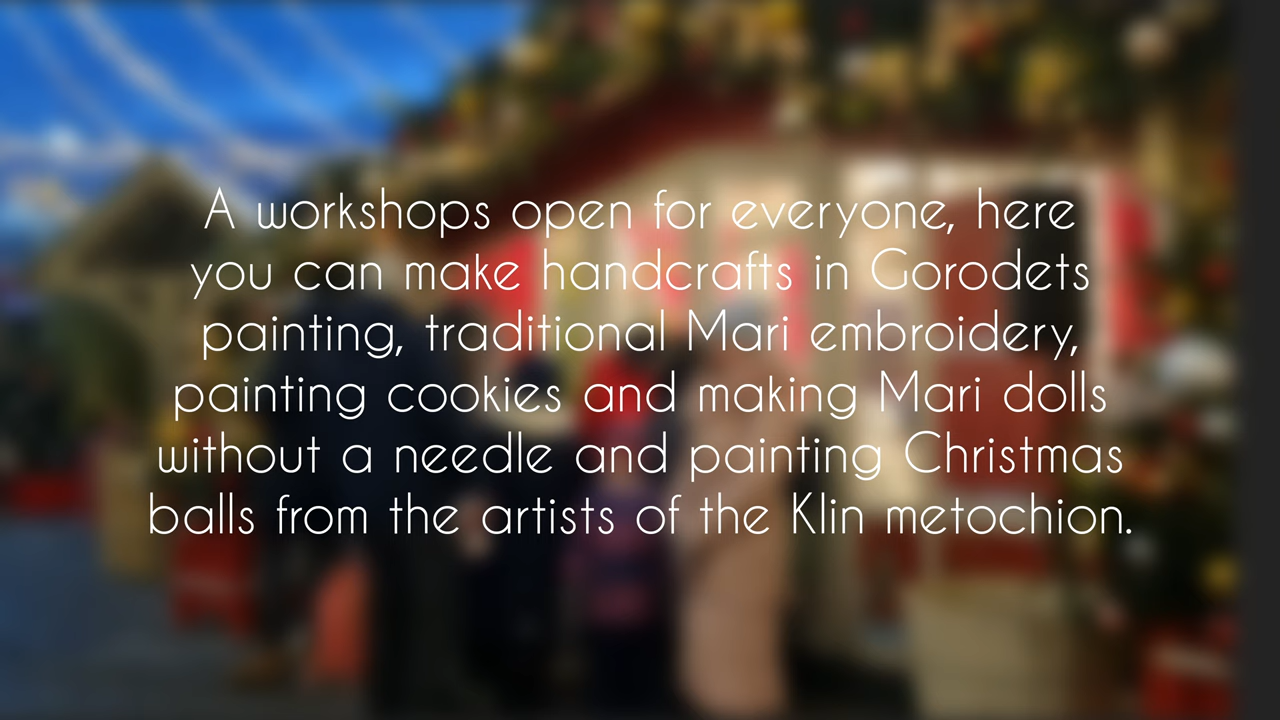 A workshops open for everyone, here
you can make handcrafts in Gorodets
painting, traditional Mari embroidery,
painting cookies and making Mari dolls
without a needle and painting Christmas
balls from the artists of the Klin metochion.